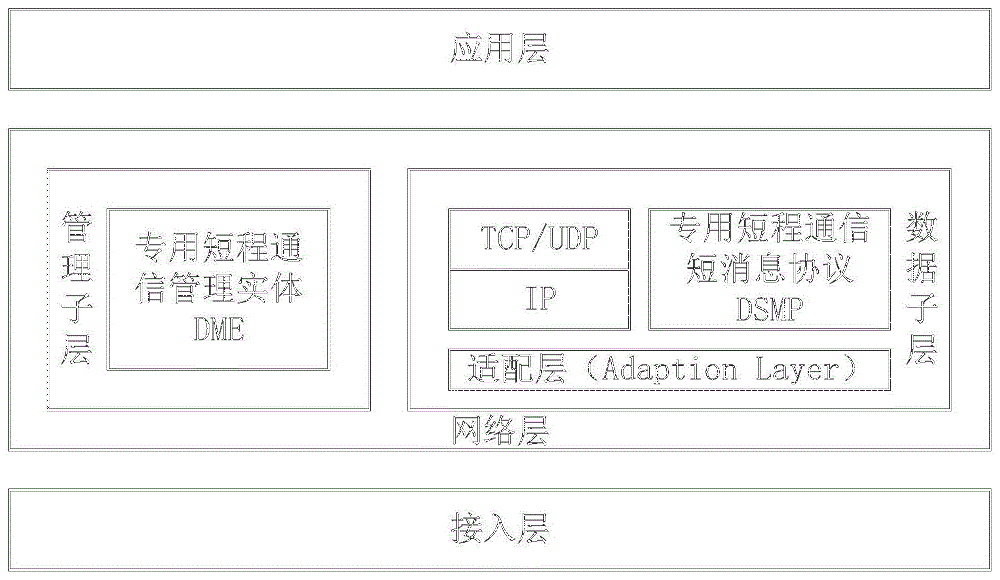 应用层
管理子层
专用短程通
信管理实体
DME
TCP/UDP
IP
专用短程通信
短消息协议
DSMP
数据子层
适配层（Adaption Layer）
网络层
接入层